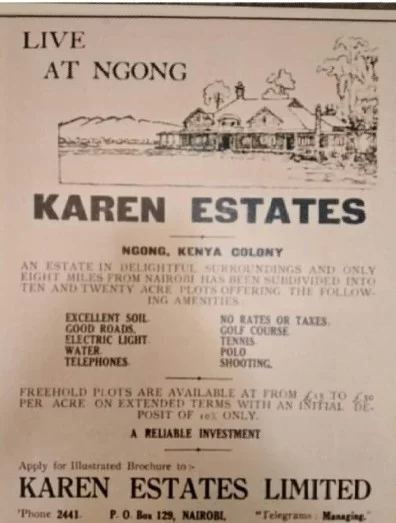 LIVE
AT NGONG
KAREN ESTATES
NGONG, KENYA COLONY
AN ESTATE IN DELIGHTFUL SURROUNDINGS AND ONLY
EIGHT MILES FROM NAIROBI HAS BEEN SUBDIVIDED INTO
TEN AND TWENTY ACRE PLOTS OFFERING THE FOLLOW-
ING AMENITIES
EXCELLENT SOIL. NO RATES OR TAXES.
GOOD ROADS. GOLF COURSE
ELECTRIC LIGHT TENNIS
WATER. POLO
TELEPHONES. SHOOTING.
FREEHOLD PLOTS ARE AVAILABLE AT FROM TO
PER ACRE ON EXTENDED TERMS WITH AN INITIAL DE-
POSIT OF 10% ONLY.
A RELIABLE INVESTMENT
Apply for Illustrated Brochure to :-
KAREN ESTATES LIMITED
'Phone 2441. P. O. Box 129, NAIROBI. "Telegrams : Managing."